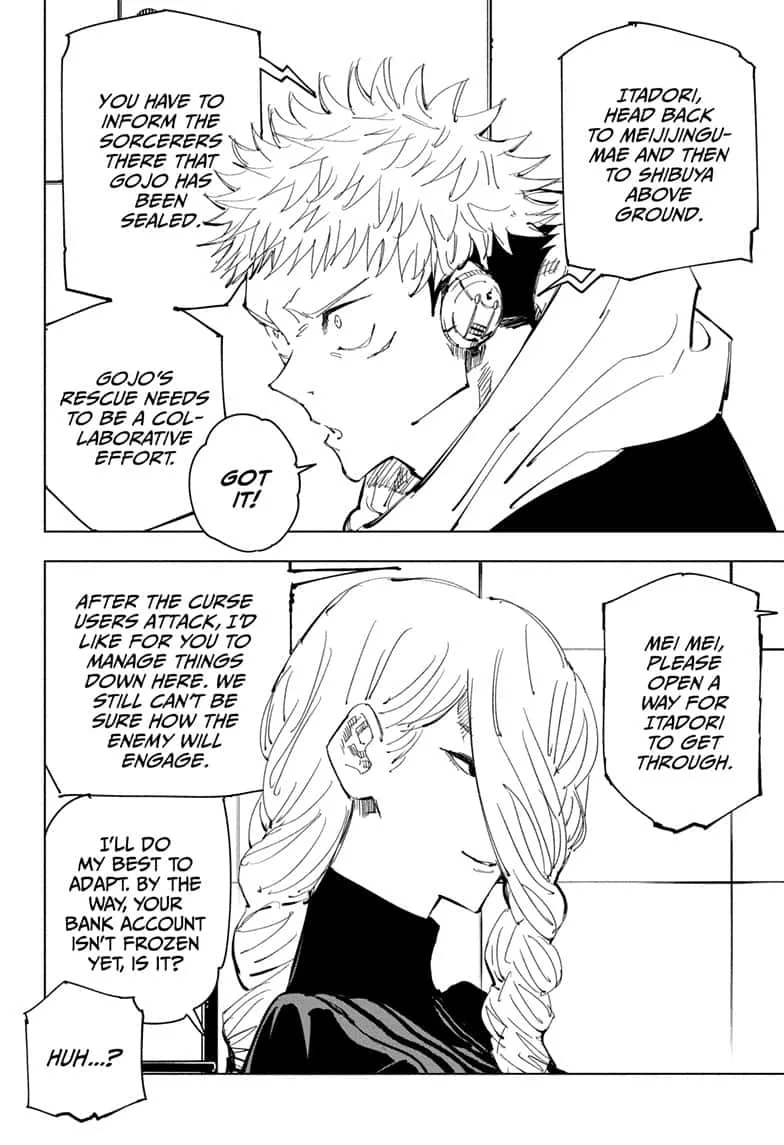 ITADORI,
HEAD BACK
TO MEIJIJINGU-
MAE AND THEN
TO SHIBUYA
ABOVE
GROUND.
YOU HAVE TO
INFORM THE
SORCERERS
THERE THAT
GOJO HAS
BEEN
SEALED.
GOJO'S
RESCUE NEEDS
TO BE A COL-
LABORATIVE
EFFORT.
GOT
IT!
MEI MEI,
PLEASE
OPEN A
WAY FOR
ITADORI
TO GET
THROUGH.
AFTER THE CURSE
USERS ATTACK, I'D
LIKE FOR YOU TO
MANAGE THINGS
DOWN HERE. WE
STILL CAN'T BE
SURE HOW THE
ENEMY WILL
ENGAGE.
I'LL DO
MY BEST TO
ADAPT. BY THE
WAY, YOUR
BANK ACCOUNT
ISN'T FROZEN
YET, IS IT?
HUH...?